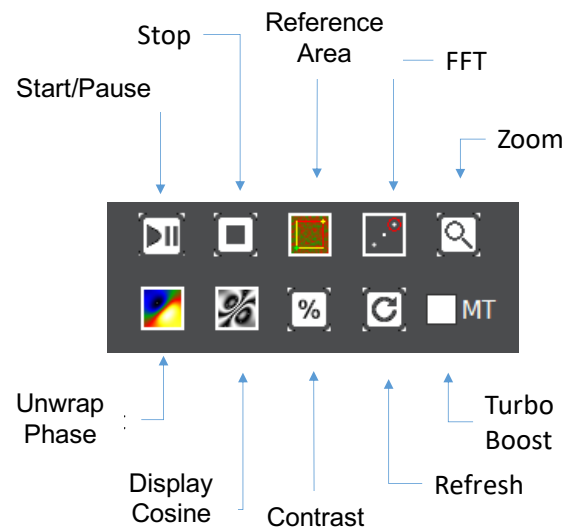 Reference
Area
Stop
FFT
Start/Pause
Zoom
%
MT
Unwrap
Phase
:
Turbo
Boost
Display
Cosine
Refresh
Contrast